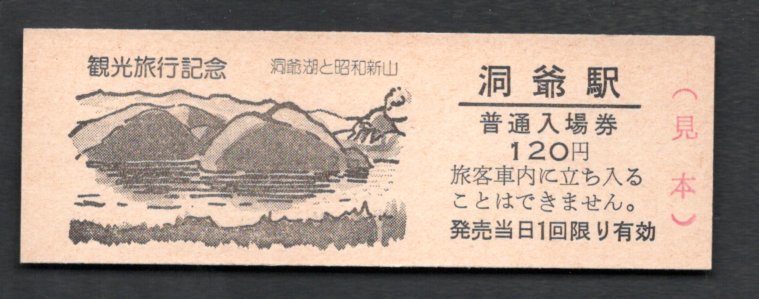 観光旅行記念
洞爺湖と昭和新山
洞爺駅
普通入場券
120円
旅客車内に立ち入る
ことはできません。
発売当日1回限り有効
（見本）